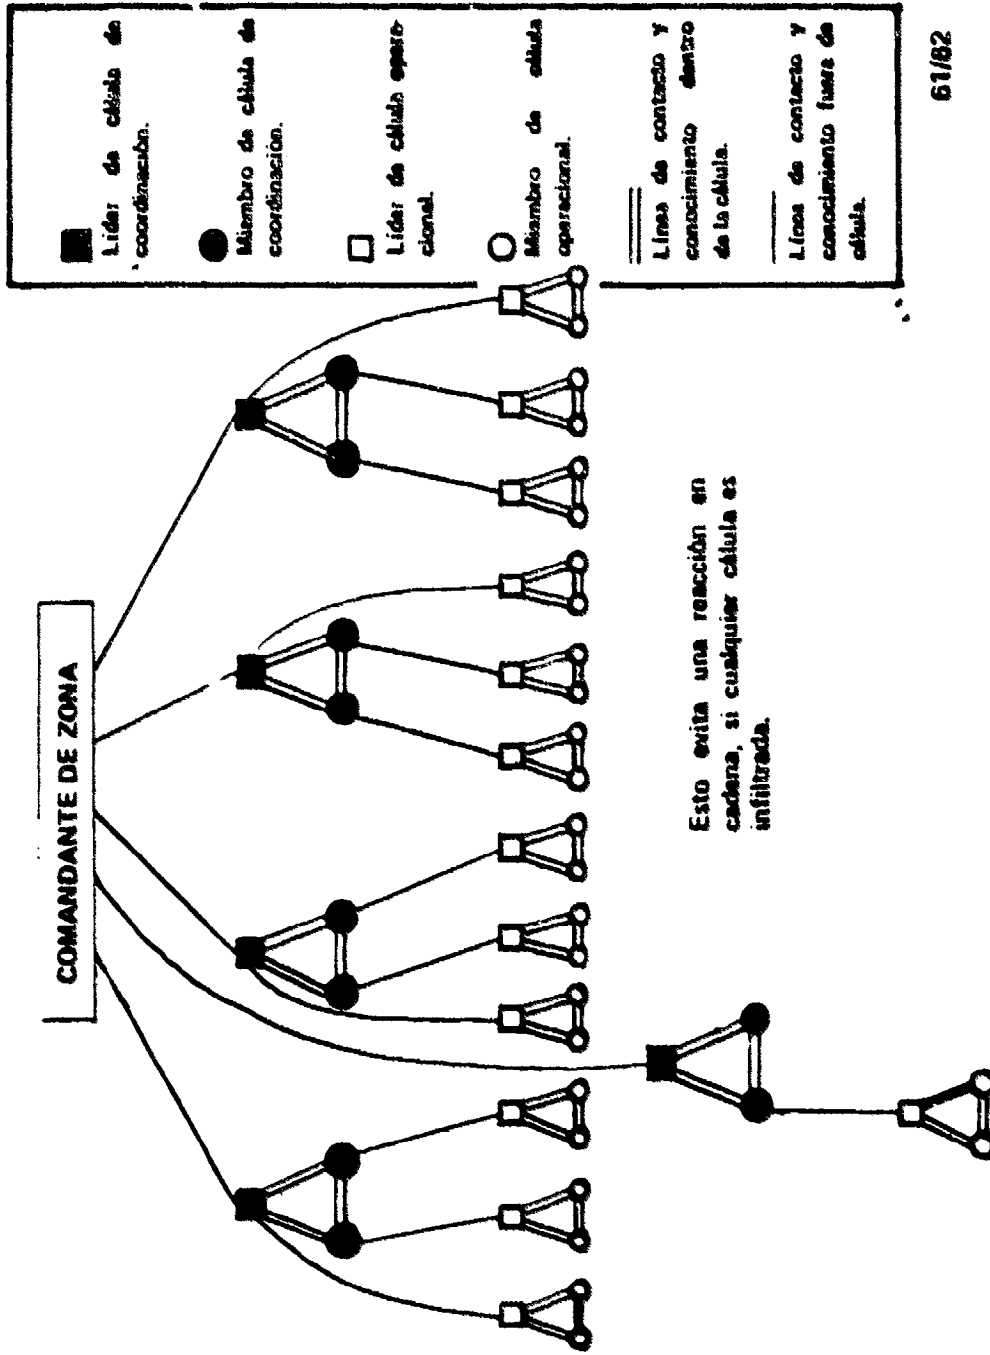 COMANDANTE DE ZONA
Líder de célula de
coordinación.
Miembro de célula de
coordinación.
Líder de célula opera-
cional.
Miembro de célula
operacional.
Línea de contacto y
conocimiento dentro
de la célula.
Línea de contacto y
conocimiento fuera de
célula.
Esto evita una reacción en
cadena, si cualquier célula es
infiltrada.
61/82